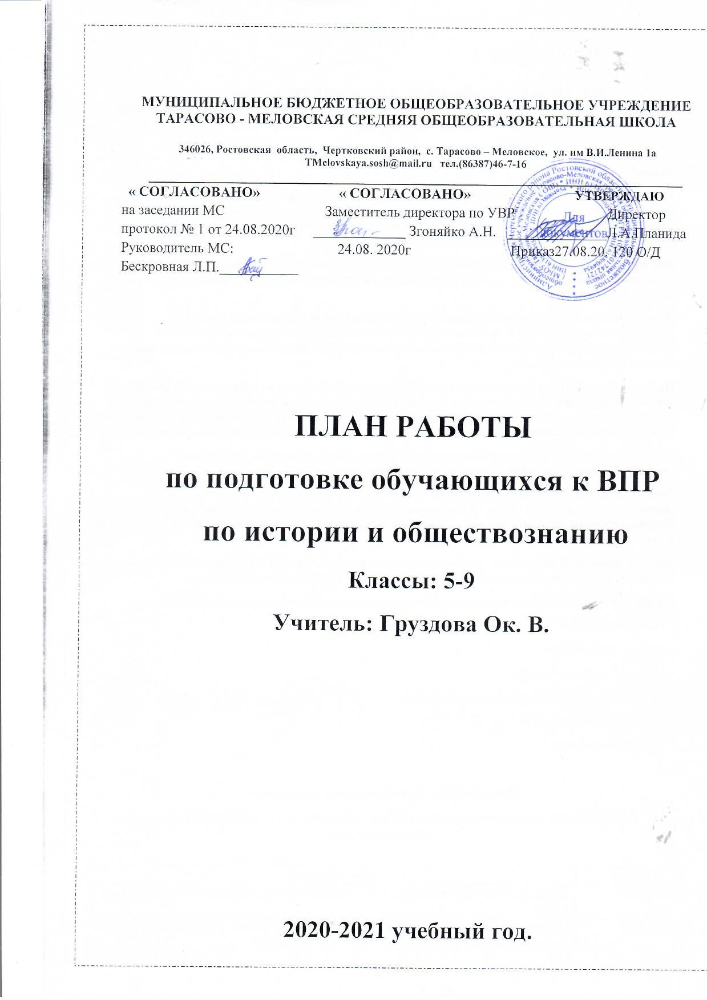 МУНИЦИПАЛЬНОЕ БЮДЖЕТНОЕ ОБЩЕОБРАЗОВАТЕЛЬНОЕ УЧРЕЖДЕНИЕ
ТАРАСОВО - МЕЛОВСКАЯ СРЕДНЯЯ ОБЩЕОБРАЗОВАТЕЛЬНАЯ ШКОЛА
346026, Ростовская область, Чертковский район, с. Тарасово – Меловское, ул. им В.И.Ленина 1а
TMelovskaya.sosh@mail.ru тел.(86387)46-7-16
« СОГЛАСОВАНО» « СОГЛАСОВАНО» УТВЕРЖДАЮ
на заседании МС Заместитель директора по УВР Директор
протокол № 1 от 24.08.2020г Згоняйко А.Н. Л.А.Планида
Руководитель МС: 24.08. 2020г Приказ27.08.20. 120 О/Д
Бескровная Л.П.
Для
документов
ПЛАН РАБОТЫ
по подготовке обучающихся к ВПР
по истории и обществознанию
Классы: 5-9
Учитель: Груздова Ок. В.
2020-2021 учебный год.